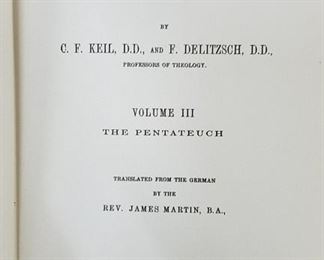 BY
C. F. KEIL, D.D., AND F. DELITZSCH, D.D.,
PROFESSORS OF THEOLOGY.
VOLUME III
THE PENTATEUCH
TRANSLATED FROM THE GERMAN
BY THE
REV. JAMES MARTIN, B.A.,